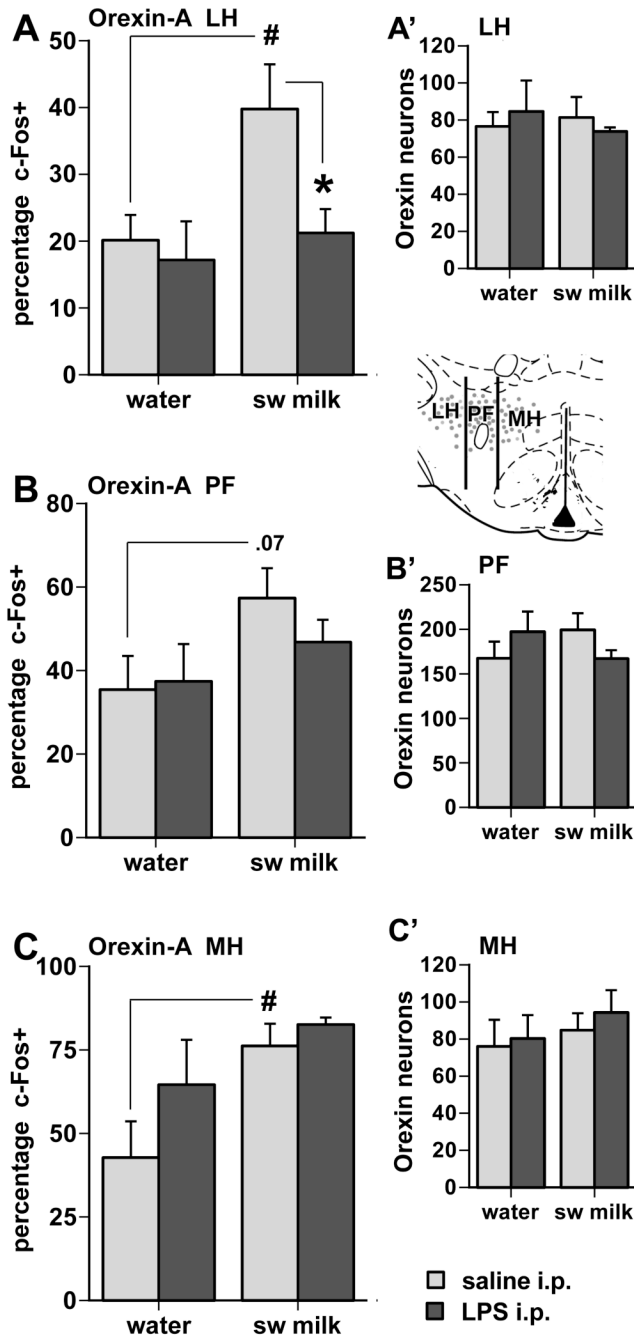 A Orexin-A LH
percentage c-Fos+
50
40
30
20
10
0
#
*
water sw milk
A’ LH
Orexin neurons
120
100
80
60
40
20
0
water sw milk
LH PF MH
B Orexin-A PF
percentage c-Fos+
80
60
40
20
0
.07
water sw milk
B’ PF
Orexin neurons
250
200
150
100
50
0
water sw milk
C Orexin-A MH
percentage c-Fos+
100
75
50
25
0
#
water sw milk
C’ MH
Orexin neurons
120
100
80
60
40
20
0
water sw milk
saline i.p.
LPS i.p.